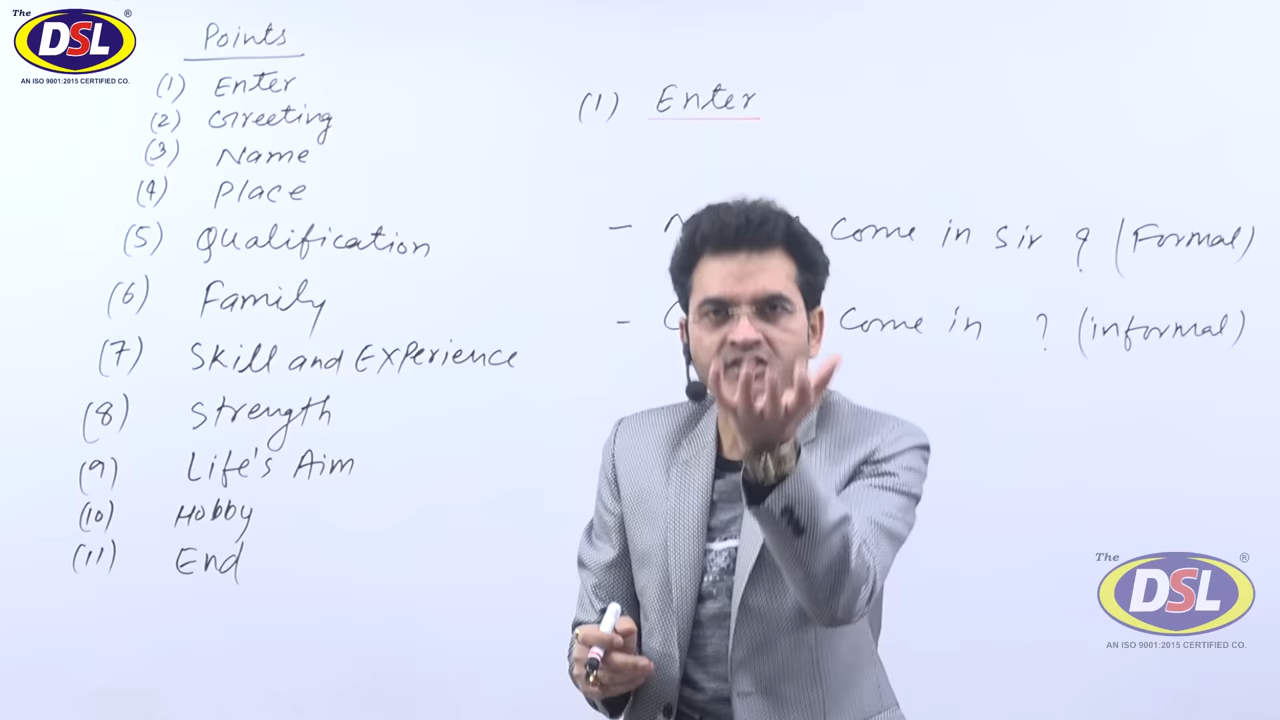 The
®
DSL
AN ISO 9001:2015 CERTIFIED CO.
Points
(1) Enter
(2) Greeting
(3) Name
(4) Place
(5) Qualification
(6) Family
(7) Skill and Experience
(8) Strength
(9) Life's Aim
(10) Hobby
(11) End
(1) Enter
- come in Sir ? (Formal)
- come in ? (informal)
The
®
DSL
AN ISO 9001:2015 CERTIFIED CO.